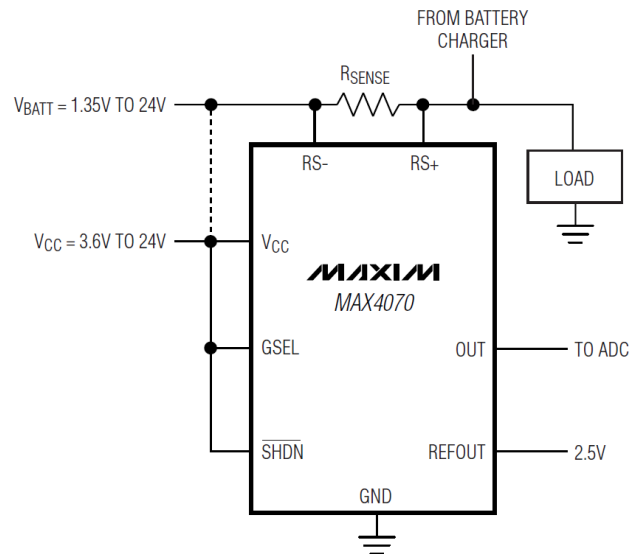 FROM BATTERY
CHARGER
RSENSE
VBATT = 1.35V TO 24V
RS-
RS+
LOAD
VCC = 3.6V TO 24V
VCC
MAXIM
MAX4070
GSEL
OUT
TO ADC
SHDN
REFOUT
2.5V
GND